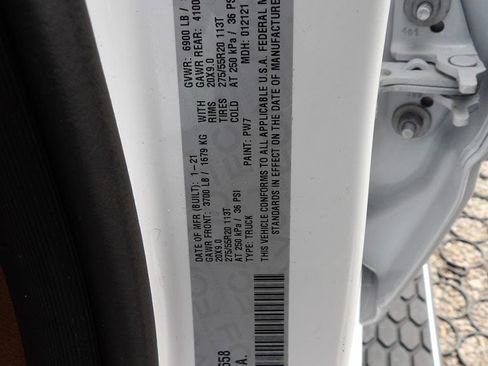 DATE OF MFR (BUILT): 1-21 GVWR: 6900 LB /
GAWR FRONT: 3700 LB / 1679 KG WITH GAWR REAR: 4100
20X9.0 RIMS 20X9.0
275/55R20 113T TIRES 275/55R20 113T
AT 250 kPa / 36 PSI COLD AT 250 kPa / 36 PSI
TYPE: TRUCK PAINT: PW7 MDH: 012121
THIS VEHICLE CONFORMS TO ALL APPLICABLE U.S.A. FEDERAL
STANDARDS IN EFFECT ON THE DATE OF MANUFACTURE
658
A.